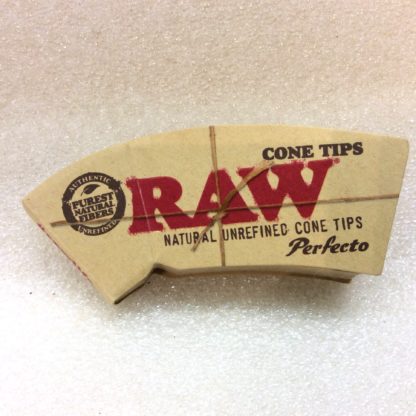 CONE TIPS
AUTHENTIC
PUREST
NATURAL
FIBERS
UNREFINED
RAW
NATURAL UNREFINED CONE TIPS
Perfecto